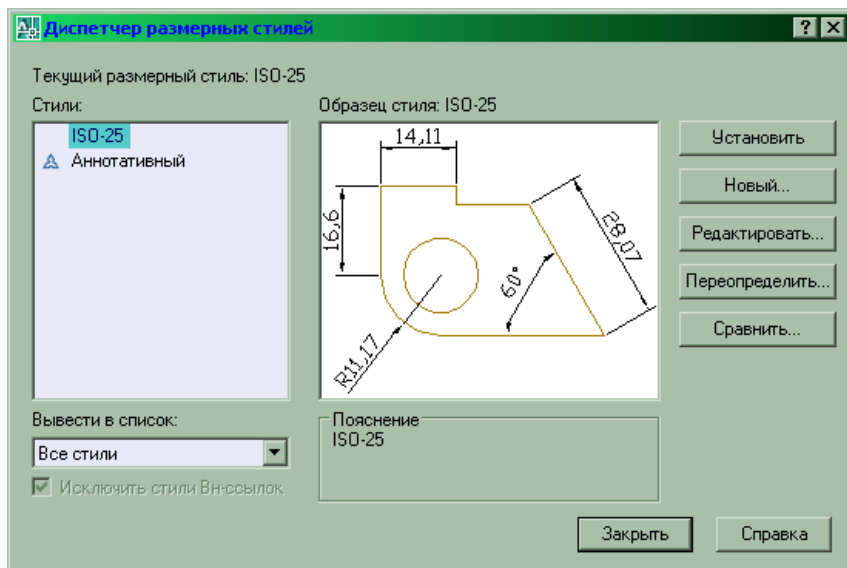 Диспетчер размерных стилей
Текущий размерный стиль: ISO-25
Стили:
ISO-25
Аннотативный
Образец стиля: ISO-25
14,11
16,6
28,07
60°
R11,17
Установить
Новый...
Редактировать...
Переопределить...
Сравнить...
Вывести в список:
Все стили
Исключить стили Вн-ссылок
Пояснение
ISO-25
Закрыть
Справка